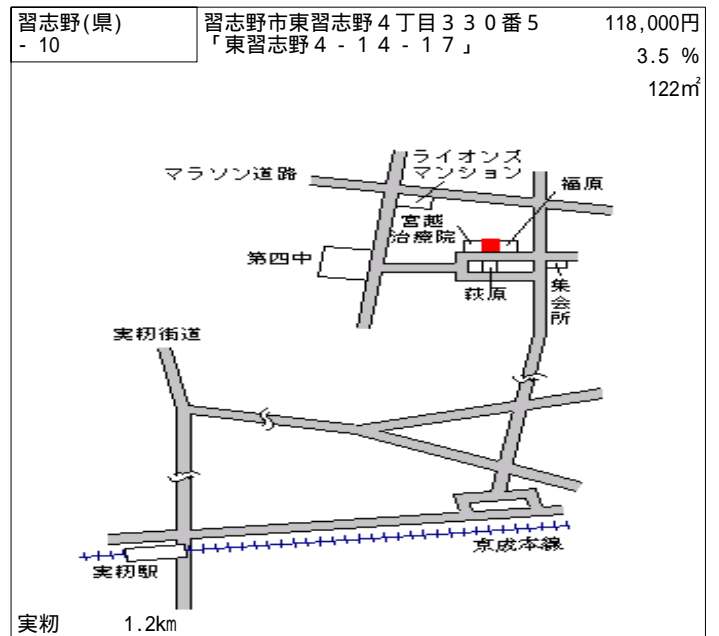 習志野(県)
- 10
習志野市東習志野４丁目３３０番５
「東習志野４ - １４ - １７」
118,000円
3.5 %
122㎡
マラソン道路
ライオンズ
マンション
福原
宮越
治療院
第四中
萩原
集会所
実籾街道
京成本線
実籾駅
実籾 1.2km